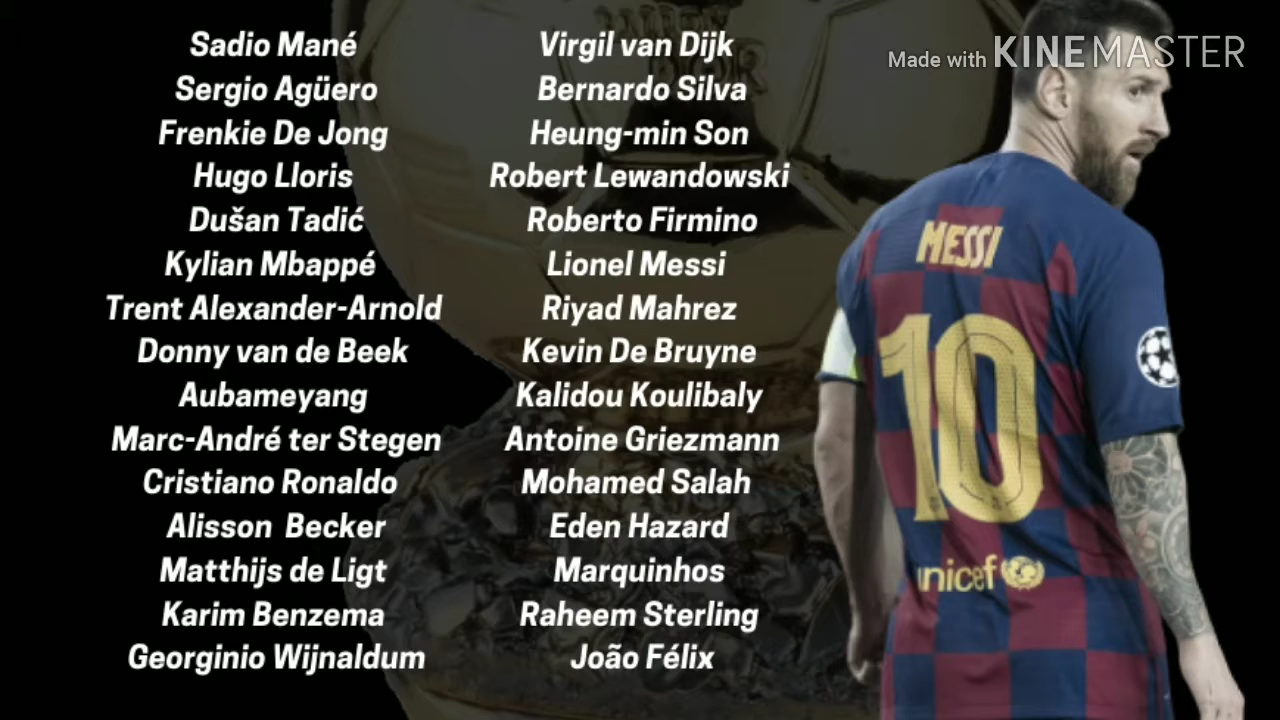 Sadio Mané
Sergio Agüero
Frenkie De Jong
Hugo Lloris
Dušan Tadić
Kylian Mbappé
Trent Alexander-Arnold
Donny van de Beek
Aubameyang
Marc-André ter Stegen
Cristiano Ronaldo
Alisson Becker
Matthijs de Ligt
Karim Benzema
Georginio Wijnaldum
Virgil van Dijk
Bernardo Silva
Heung-min Son
Robert Lewandowski
Roberto Firmino
Lionel Messi
Riyad Mahrez
Kevin De Bruyne
Kalidou Koulibaly
Antoine Griezmann
Mohamed Salah
Eden Hazard
Marquinhos
Raheem Sterling
João Félix
Made with KINEMASTER
MESSI
10
unicef